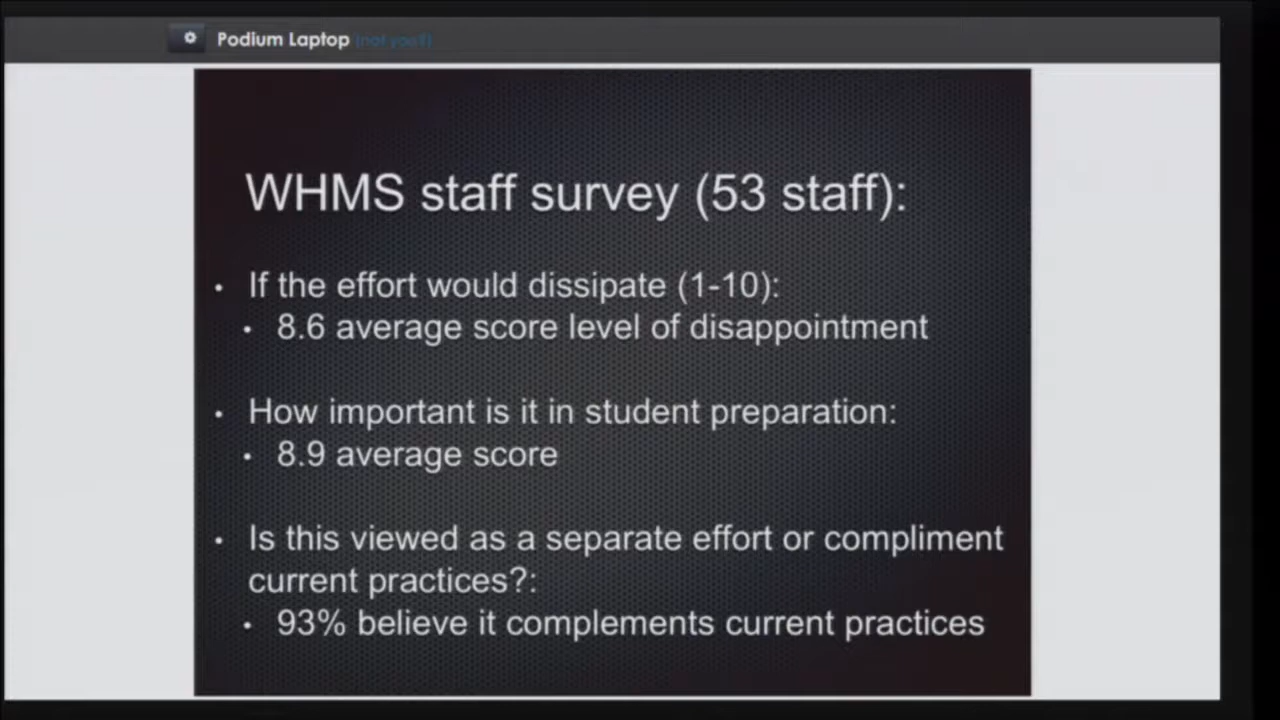 Podium Laptop (not you?)
WHMS staff survey (53 staff):
• If the effort would dissipate (1-10):
• 8.6 average score level of disappointment
• How important is it in student preparation:
• 8.9 average score
• Is this viewed as a separate effort or compliment
current practices?:
• 93% believe it complements current practices